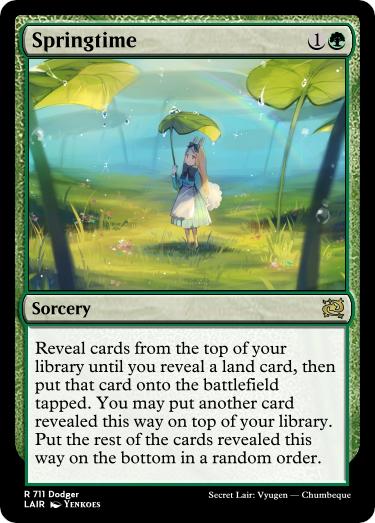 Springtime 1
Sorcery
Reveal cards from the top of your
library until you reveal a land card, then
put that card onto the battlefield
tapped. You may put another card
revealed this way on top of your library.
Put the rest of the cards revealed this
way on the bottom in a random order.
R 711 Dodger
LAIR Yenkoes
Secret Lair: Vyugen — Chumbeque